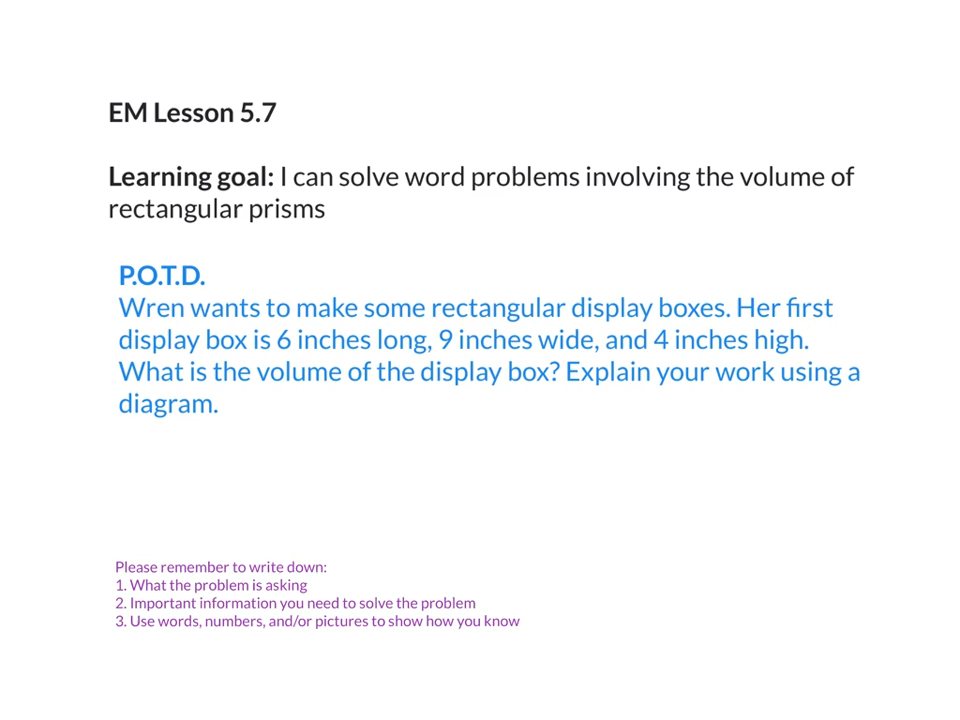 EM Lesson 5.7
Learning goal: I can solve word problems involving the volume of
rectangular prisms
P.O.T.D.
Wren wants to make some rectangular display boxes. Her first
display box is 6 inches long, 9 inches wide, and 4 inches high.
What is the volume of the display box? Explain your work using a
diagram.
Please remember to write down:
1. What the problem is asking
2. Important information you need to solve the problem
3. Use words, numbers, and/or pictures to show how you know